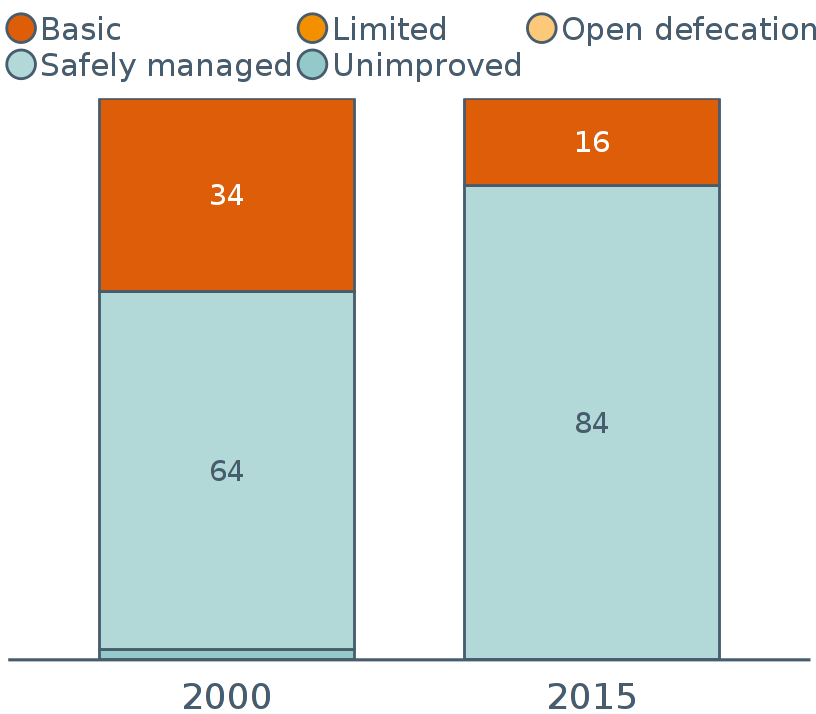 Basic Limited Open defecation
Safely managed Unimproved
34 16
64 84
2000 2015